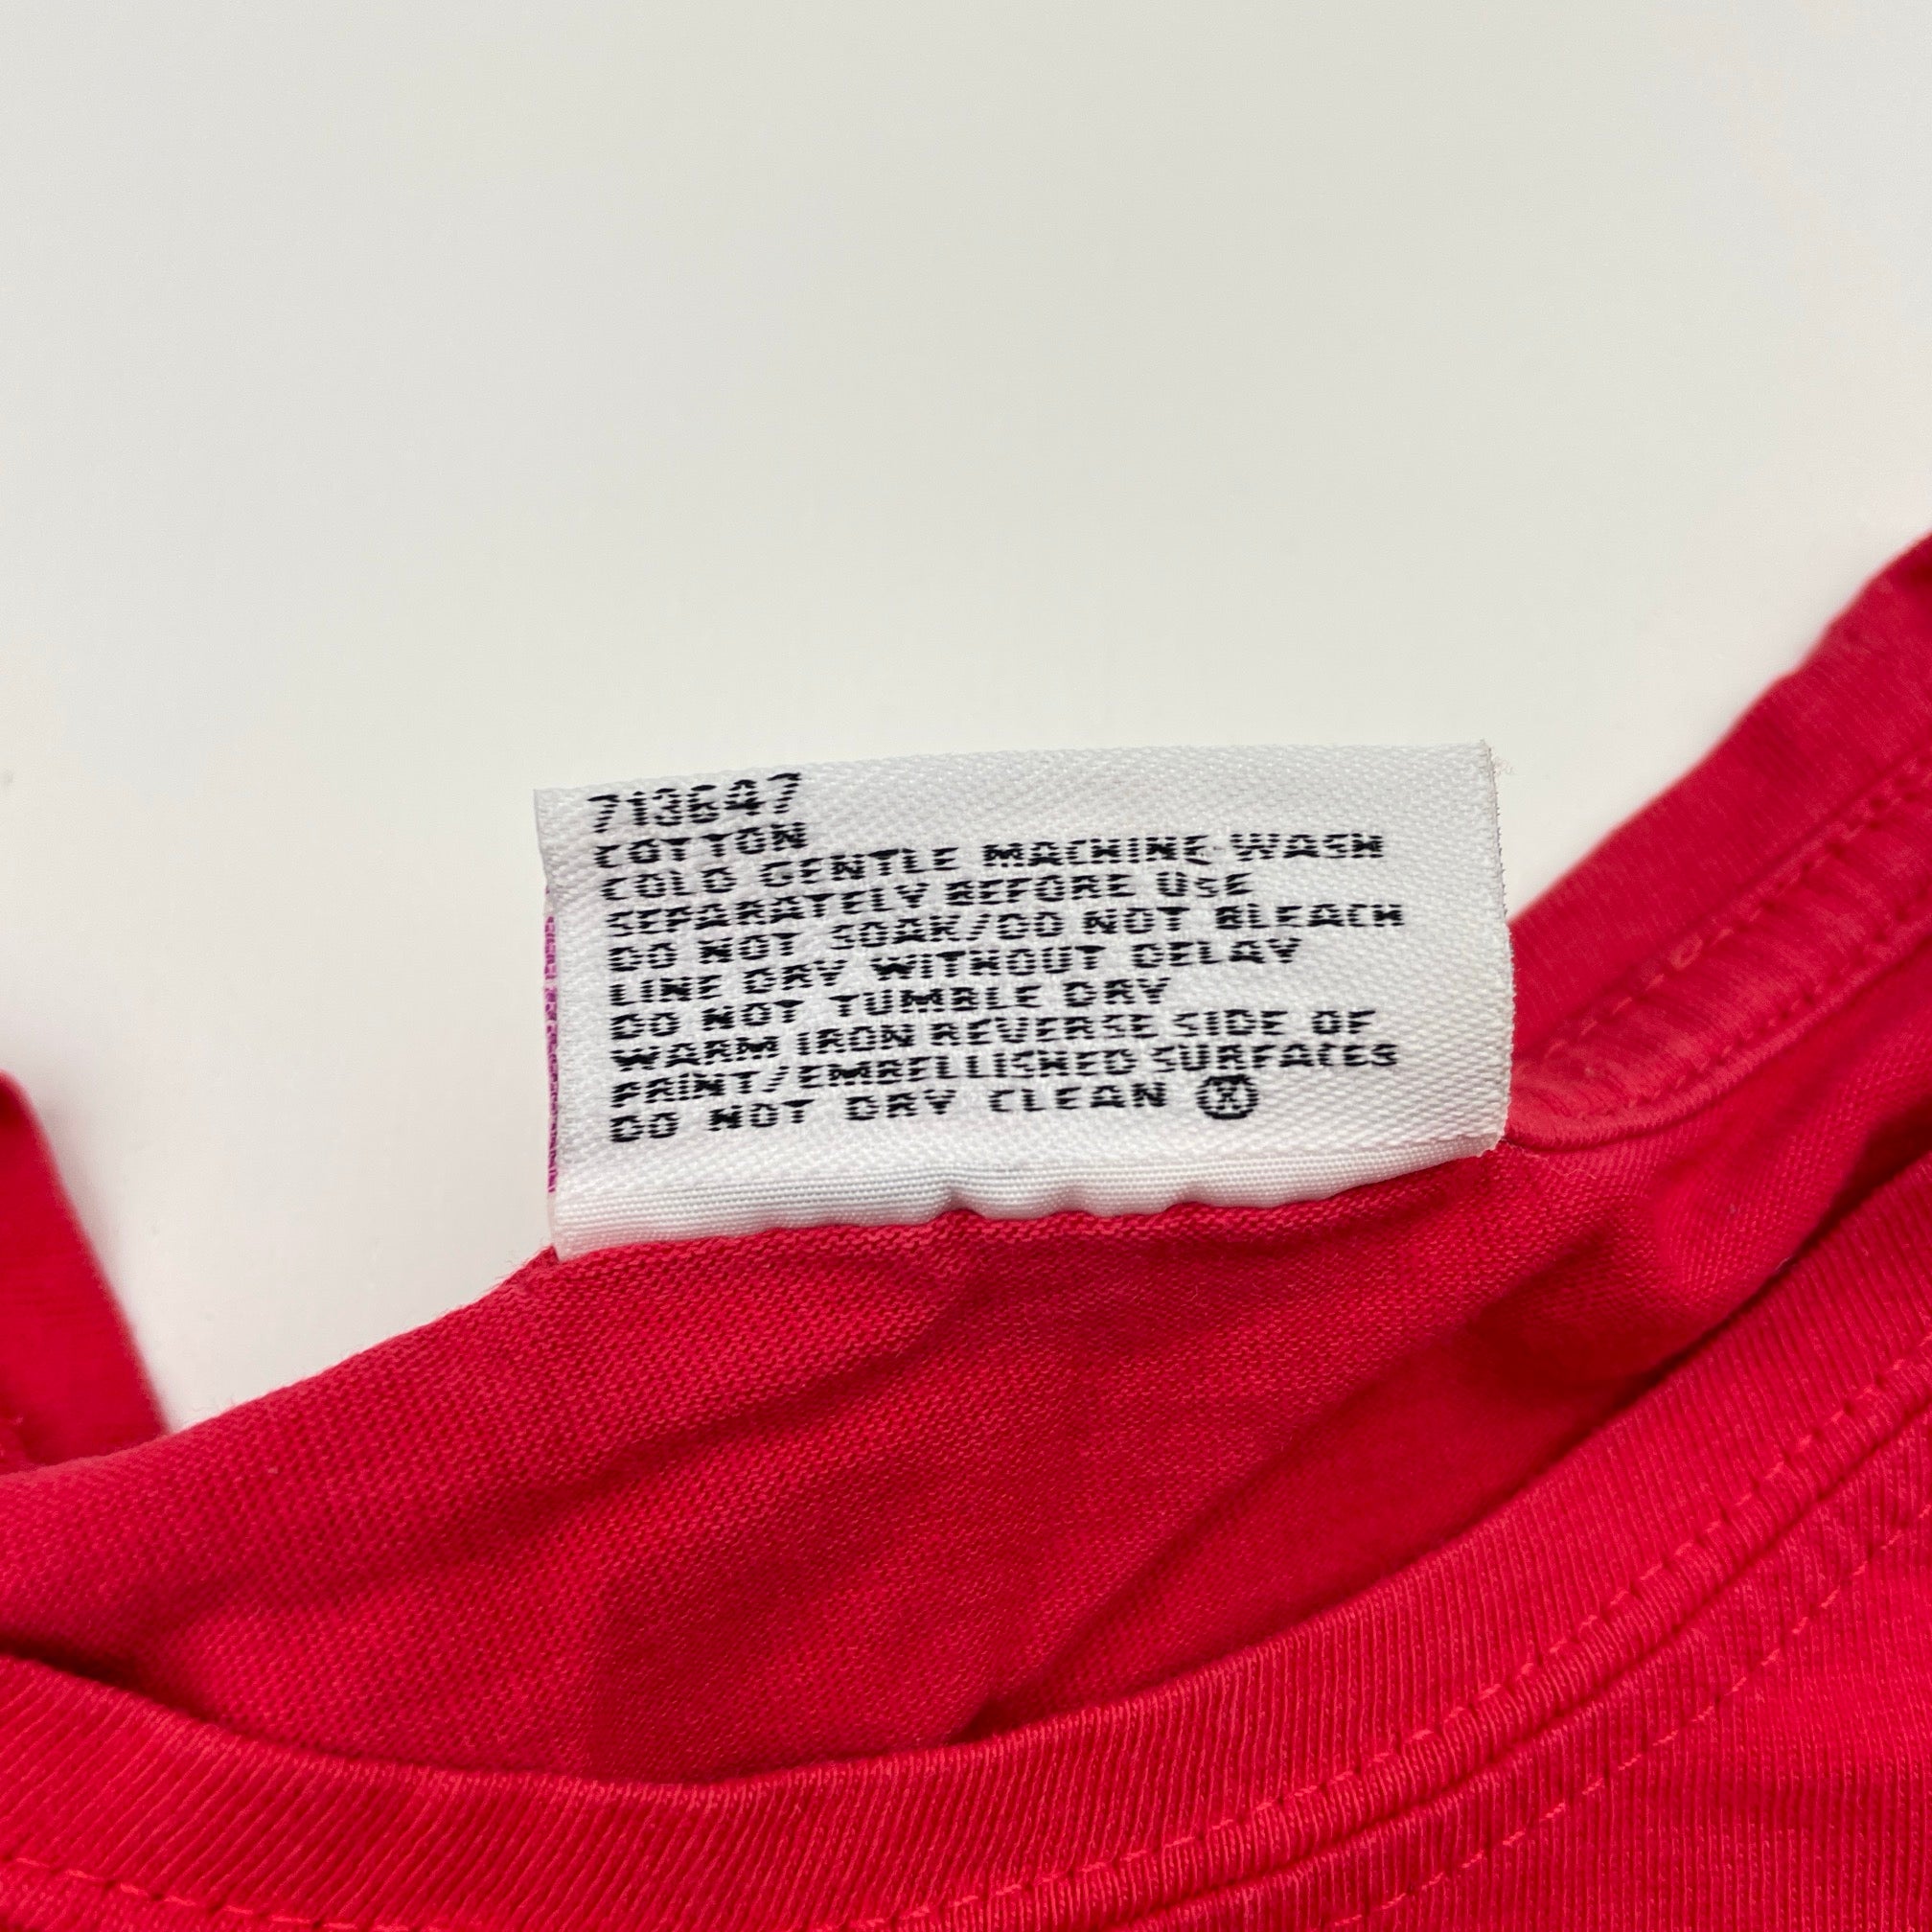 713647
COTTON
COLD GENTLE MACHINE WASH
SEPARATELY BEFORE USE
DO NOT SOAK/DO NOT BLEACH
LINE DRY WITHOUT DELAY
DO NOT TUMBLE DRY
WARM IRON REVERSE SIDE OF
PRINT/EMBELLISHED SURFACES
DO NOT DRY CLEAN Ⓧ